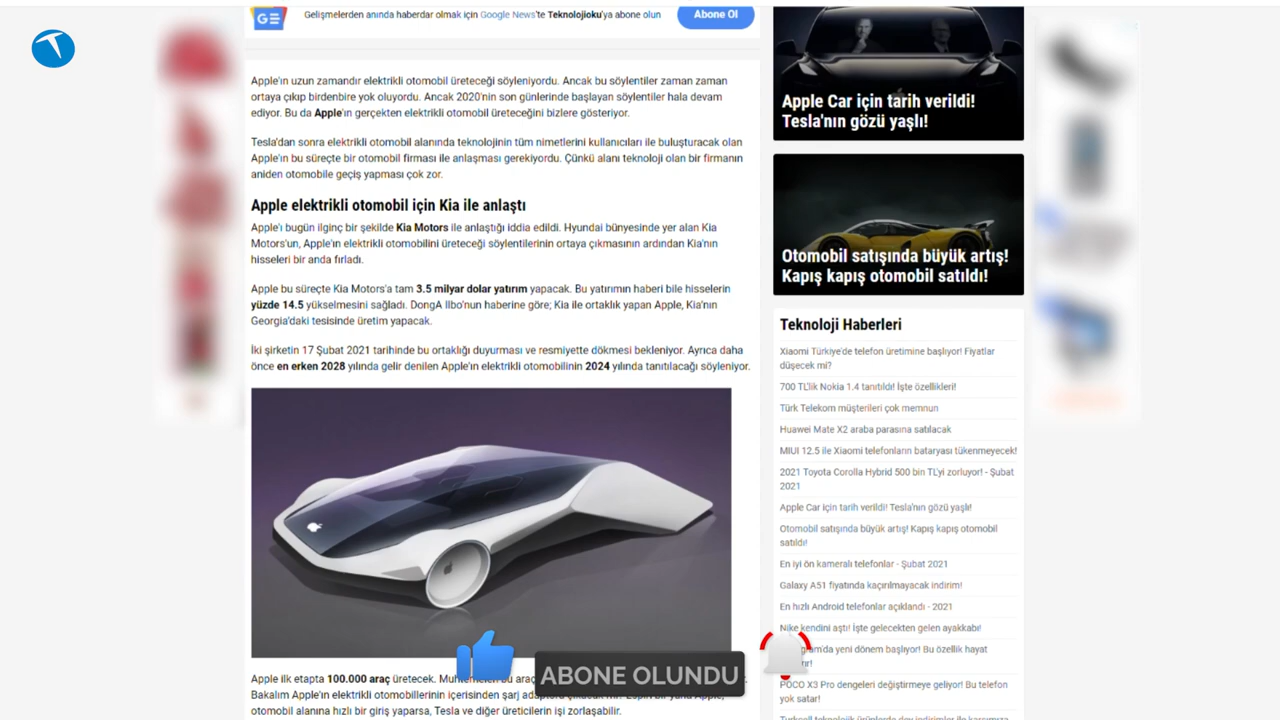 GE
Gelişmelerden anında haberdar olmak için Google News'te Teknolojioku'ya abone olun
Abone Ol
T
Apple'ın uzun zamandır elektrikli otomobil üreteceği söyleniyordu. Ancak bu söylentiler zaman zaman
ortaya çıkıp birdenbire yok oluyordu. Ancak 2020'nin son günlerinde başlayan söylentiler hala devam
ediyor. Bu da Apple'ın gerçekten elektrikli otomobil üreteceğini bizlere gösteriyor.
Tesla'dan sonra elektrikli otomobil alanında teknolojinin tüm nimetlerini kullanıcıları ile buluşturacak olan
Apple'ın bu süreçte bir otomobil firması ile anlaşması gerekiyordu. Çünkü alanı teknoloji olan bir firmanın
aniden otomobile geçiş yapması çok zor.
Apple elektrikli otomobil için Kia ile anlaştı
Apple'ı bugün ilginç bir şekilde Kia Motors ile anlaştığı iddia edildi. Hyundai bünyesinde yer alan Kia
Motors'un, Apple'ın elektrikli otomobilini üreteceği söylentilerinin ortaya çıkmasının ardından Kia'nın
hisseleri bir anda fırladı.
Apple bu süreçte Kia Motors'a tam 3.5 milyar dolar yatırım yapacak. Bu yatırımın haberi bile hisselerin
yüzde 14.5 yükselmesini sağladı. DongA Ilbo'nun haberine göre; Kia ile ortaklık yapan Apple, Kia'nın
Georgia'daki tesisinde üretim yapacak.
İki şirketin 17 Şubat 2021 tarihinde bu ortaklığı duyurması ve resmiyette dökmesi bekleniyor. Ayrıca daha
önce en erken 2028 yılında gelir denilen Apple'ın elektrikli otomobilinin 2024 yılında tanıtılacağı söyleniyor.
Apple ilk etapta 100.000 araç üretecek. bu araç
Bakalım Apple'ın elektrikli otomobillerinin içerisinden şarj
otomobil alanına hızlı bir giriş yaparsa, Tesla ve diğer üreticilerin işi zorlaşabilir.
ABONE OLUNDU
Apple Car için tarih verildi!
Tesla'nın gözü yaşlı!
Otomobil satışında büyük artış!
Kapış kapış otomobil satıldı!
Teknoloji Haberleri
Xiaomi Türkiye'de telefon üretimine başlıyor! Fiyatlar
düşecek mi?
700 TL'lik Nokia 1.4 tanıtıldı! İşte özellikleri!
Türk Telekom müşterileri çok memnun
Huawei Mate X2 araba parasına satılacak
MIUI 12.5 ile Xiaomi telefonların bataryası tükenmeyecek!
2021 Toyota Corolla Hybrid 500 bin TL'yi zorluyor! - Şubat
2021
Apple Car için tarih verildi! Tesla'nın gözü yaşlı!
Otomobil satışında büyük artış! Kapış kapış otomobil
satıldı!
En iyi ön kameralı telefonlar - Şubat 2021
Galaxy A51 fiyatında kaçırılmayacak indirim!
En hızlı Android telefonlar açıklandı - 2021
Nike kendini aştı! İşte gelecekten gelen ayakkabı!
yeni dönem başlıyor! Bu özellik hayat
POCO X3 Pro dengeleri değiştirmeye geliyor! Bu telefon
yok satar!
Turkcell teknolojik ürünlerde dev indirimler ile karşımıza